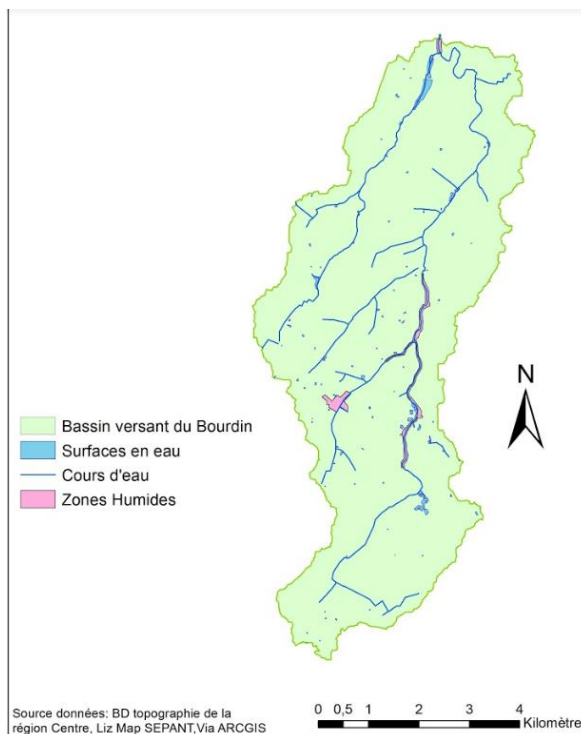 N
Bassin versant du Bourdin
Surfaces en eau
Cours d'eau
Zones Humides
Source données: BD topographie de la
région Centre, Liz Map SEPANT,Via ARCGIS
0 0,5 1 2 3 4
Kilomètre